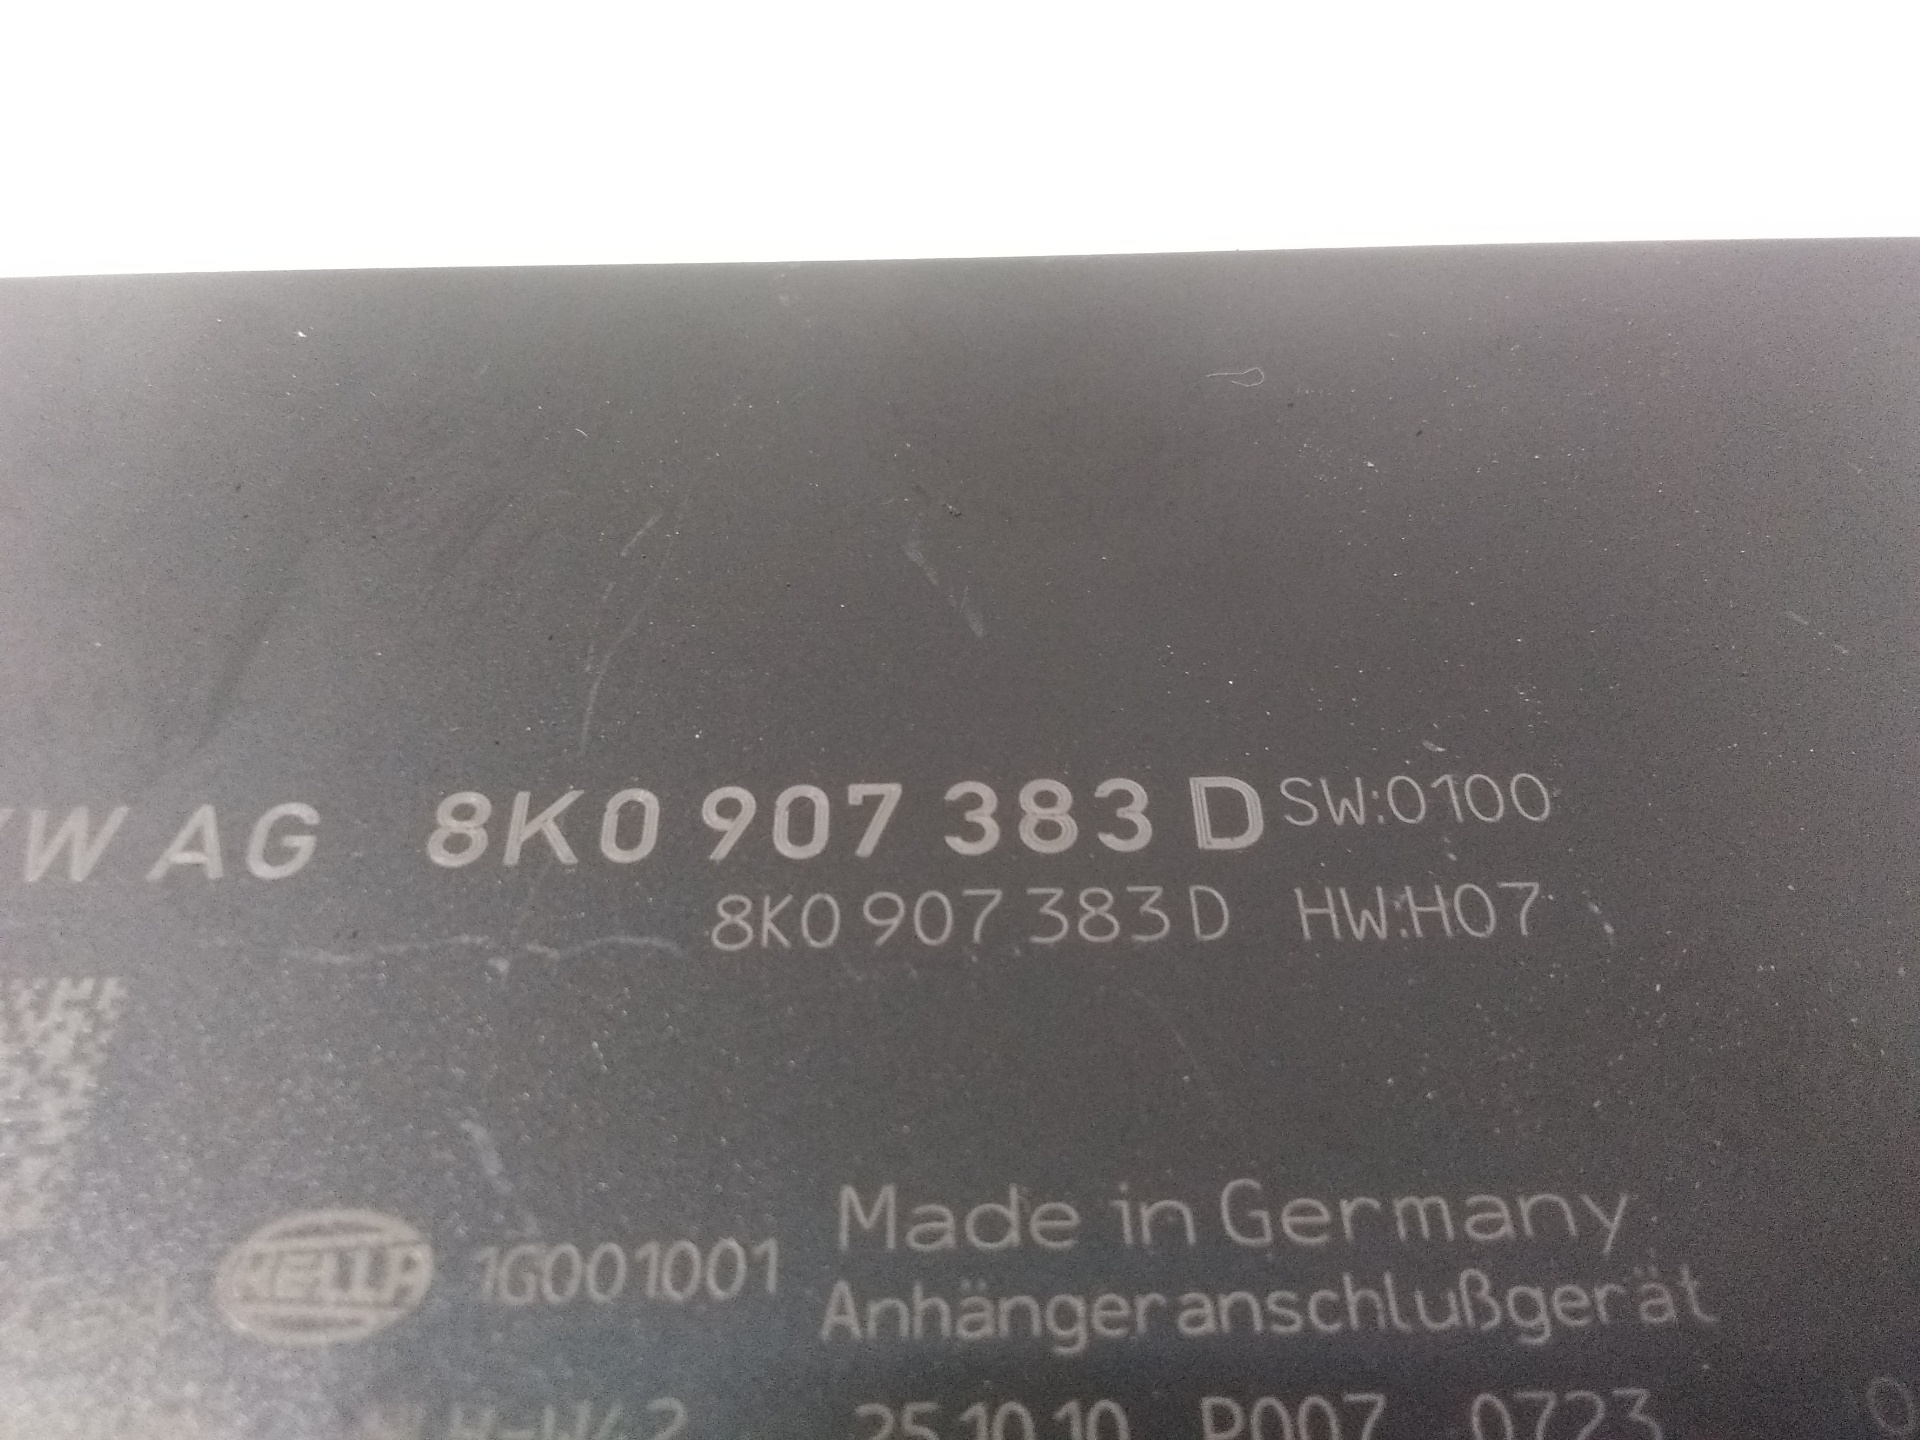 VW AG 8K0 907 383 D SW:0100
8K0 907 383 D HW:H07
HELLA 1G001001
Made in Germany
Anhängeranschlußgerät
25.10.10 P007 0723